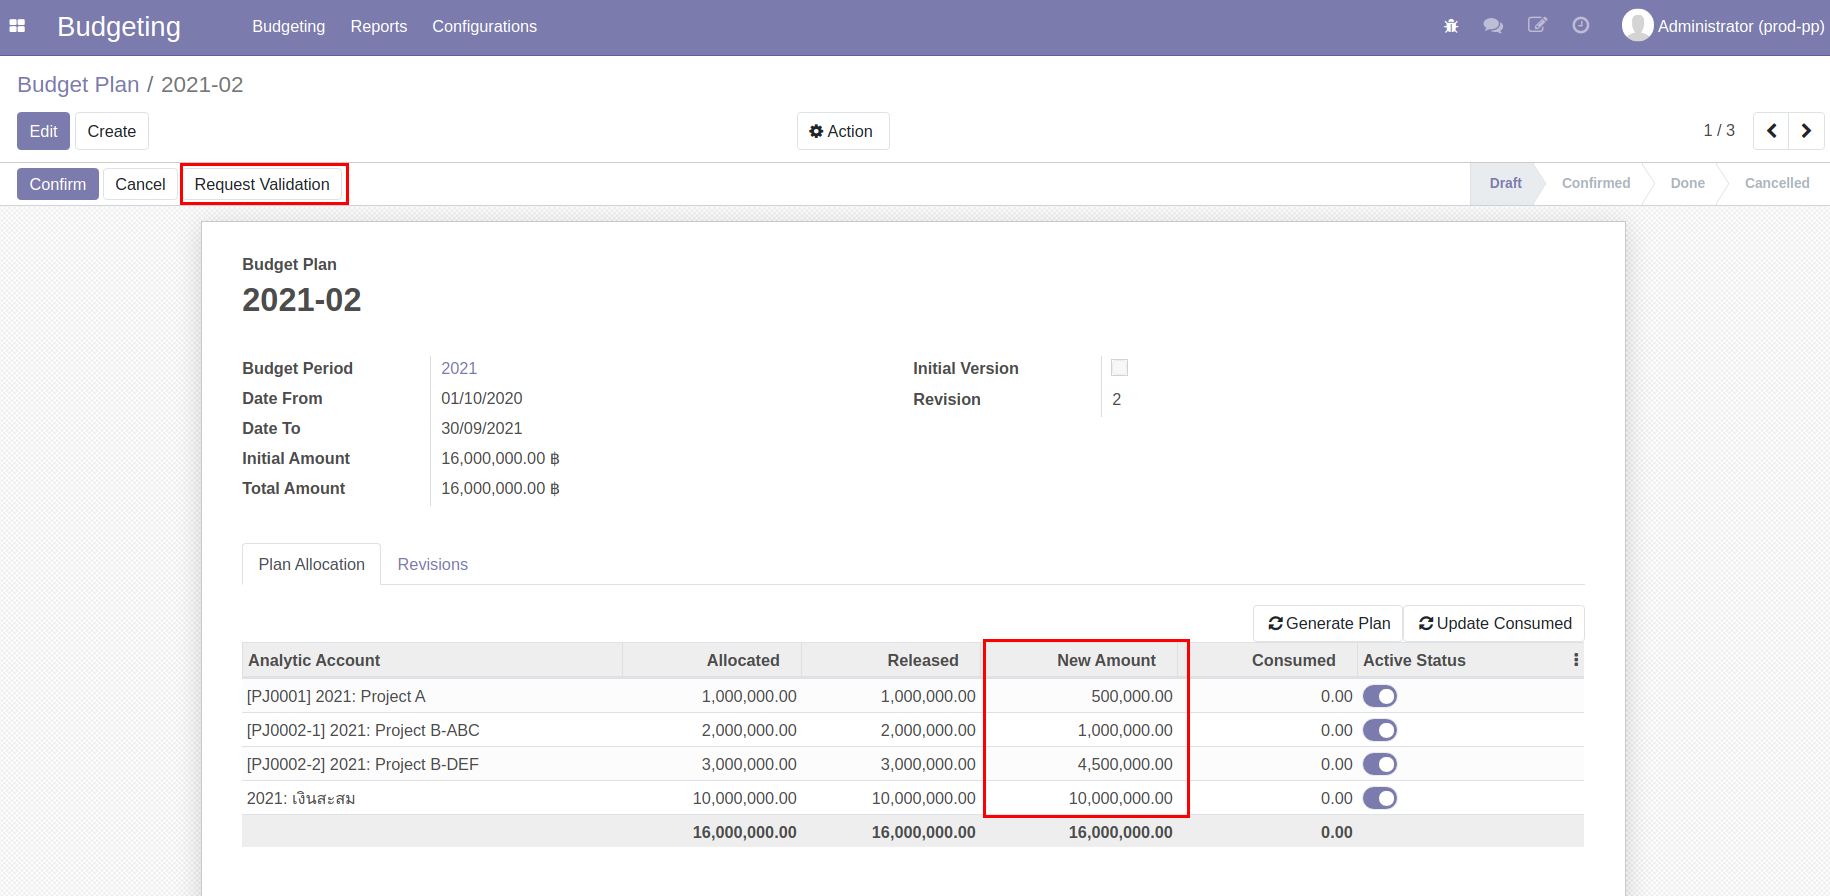 Budgeting Budgeting Reports Configurations Administrator (prod-pp)
Budget Plan / 2021-02
Edit Create Action 1 / 3
Confirm Cancel Request Validation Draft Confirmed Done Cancelled
Budget Plan
2021-02
Budget Period 2021 Initial Version
Date From 01/10/2020 Revision 2
Date To 30/09/2021
Initial Amount 16,000,000.00 ฿
Total Amount 16,000,000.00 ฿
Plan Allocation Revisions
Generate Plan Update Consumed
Analytic Account Allocated Released New Amount Consumed Active Status
[PJ0001] 2021: Project A 1,000,000.00 1,000,000.00 500,000.00 0.00
[PJ0002-1] 2021: Project B-ABC 2,000,000.00 2,000,000.00 1,000,000.00 0.00
[PJ0002-2] 2021: Project B-DEF 3,000,000.00 3,000,000.00 4,500,000.00 0.00
2021: เงินสะสม 10,000,000.00 10,000,000.00 10,000,000.00 0.00
16,000,000.00 16,000,000.00 16,000,000.00 0.00